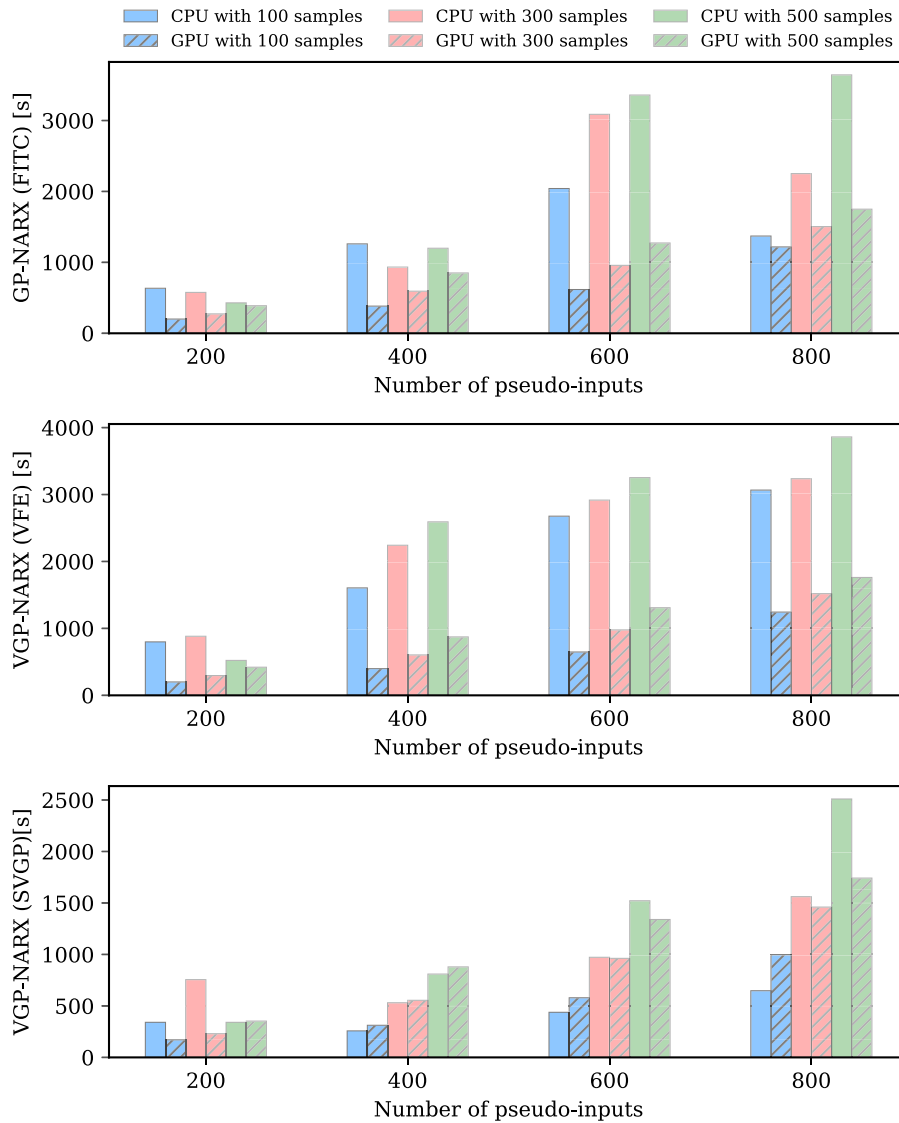 CPU with 100 samples CPU with 300 samples CPU with 500 samples
GPU with 100 samples GPU with 300 samples GPU with 500 samples
GP-NARX (FITC) [s]
3000
2000
1000
0
200 400 600 800
Number of pseudo-inputs
VGP-NARX (VFE) [s]
4000
3000
2000
1000
0
200 400 600 800
Number of pseudo-inputs
VGP-NARX (SVGP)[s]
2500
2000
1500
1000
500
0
200 400 600 800
Number of pseudo-inputs